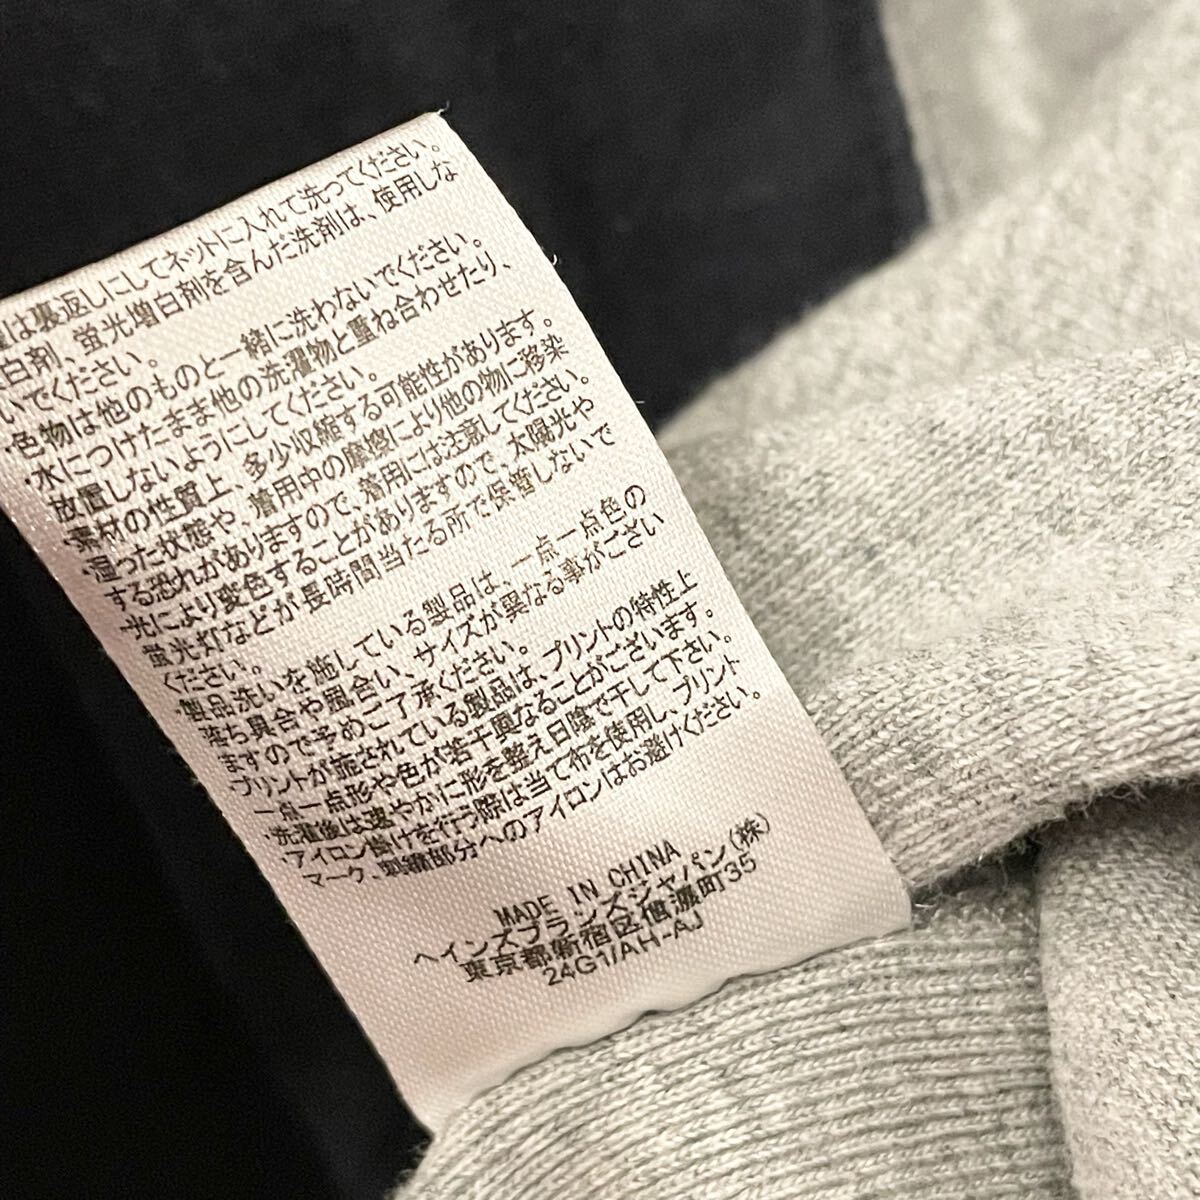 は裏返しにしてネットに入れて洗ってください。
白剤、蛍光増白剤を含んだ洗剤は、使用しな
いでください。
・色物は他のものと一緒に洗わないでください。
・水につけたまま他の洗濯物と重ね合わせたり、
放置しないようにしてください。
・素材の性質上、多少収縮する可能性があります。
・湿った状態や、着用中の摩擦により他の物に移染
する恐れがありますので、着用には注意してください。
・光により変色することがありますので、太陽光や
蛍光灯などが長時間当たる所で保管しないで
ください。
・製品洗いを施している製品は、一点一点色の
落ち具合や風合い、サイズが異なる事がござい
ますので予めご了承ください。
・プリントが施されている製品は、プリントの特性上
一点一点形や色が若干異なることがございます。
・洗濯後は速やかに形を整え日陰で干して下さい。
・アイロン掛けを行う際は当て布を使用し、プリント
マーク、刺繍部分へのアイロンはお避けください。
MADE IN CHINA
ヘインズブランズジャパン(株)
東京都新宿区信濃町35
24G1/AH-AJ